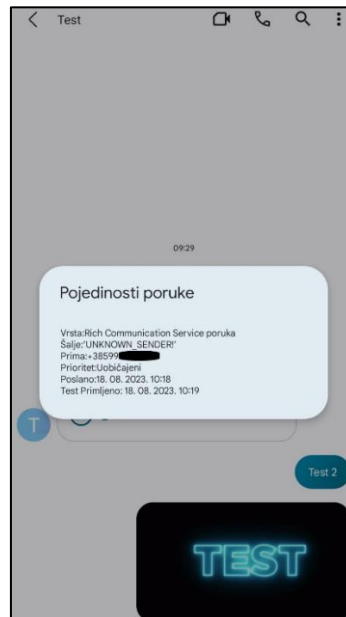 Test
09:29
Pojedinosti poruke
Vrsta:Rich Communication Service poruka
Šalje:'UNKNOWN_SENDER!'
Prima:+38599
Prioritet:Uobičajeni
Poslano:18. 08. 2023. 10:18
Test Primljeno: 18. 08. 2023. 10:19
T
Test 2
TEST